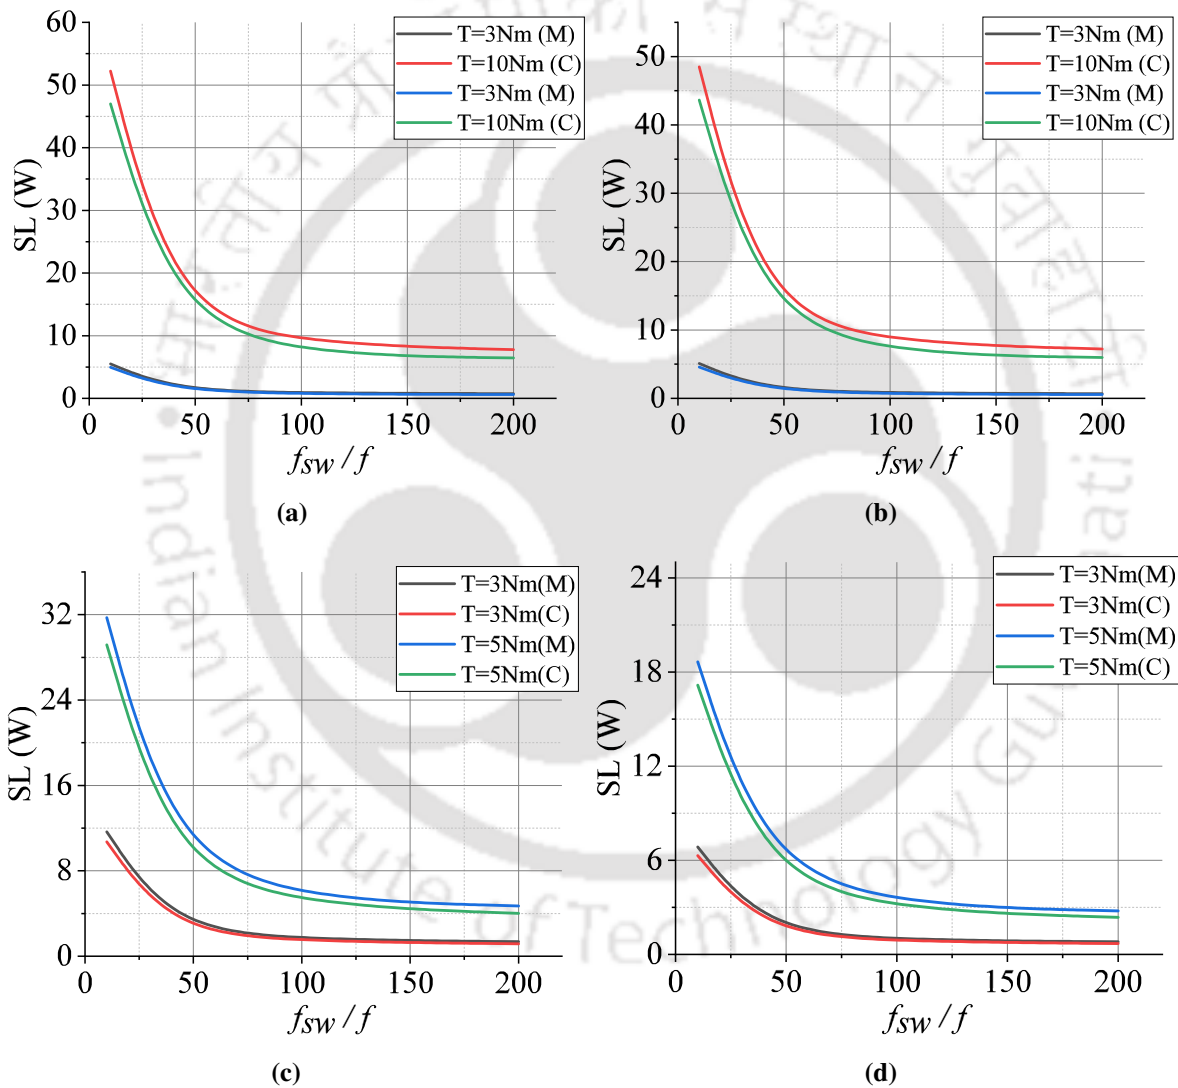 60
50
40
30
20
10
0
SL (W)
T=3Nm (M)
T=10Nm (C)
T=3Nm (M)
T=10Nm (C)
0 50 100 150 200
fsw / f
(a)
50
40
30
20
10
0
SL (W)
T=3Nm (M)
T=10Nm (C)
T=3Nm (M)
T=10Nm (C)
0 50 100 150 200
fsw / f
(b)
32
24
16
8
0
SL (W)
T=3Nm(M)
T=3Nm(C)
T=5Nm(M)
T=5Nm(C)
0 50 100 150 200
fsw / f
(c)
24
18
12
6
0
SL (W)
T=3Nm(M)
T=3Nm(C)
T=5Nm(M)
T=5Nm(C)
0 50 100 150 200
fsw / f
(d)
Indian Institute of Technology